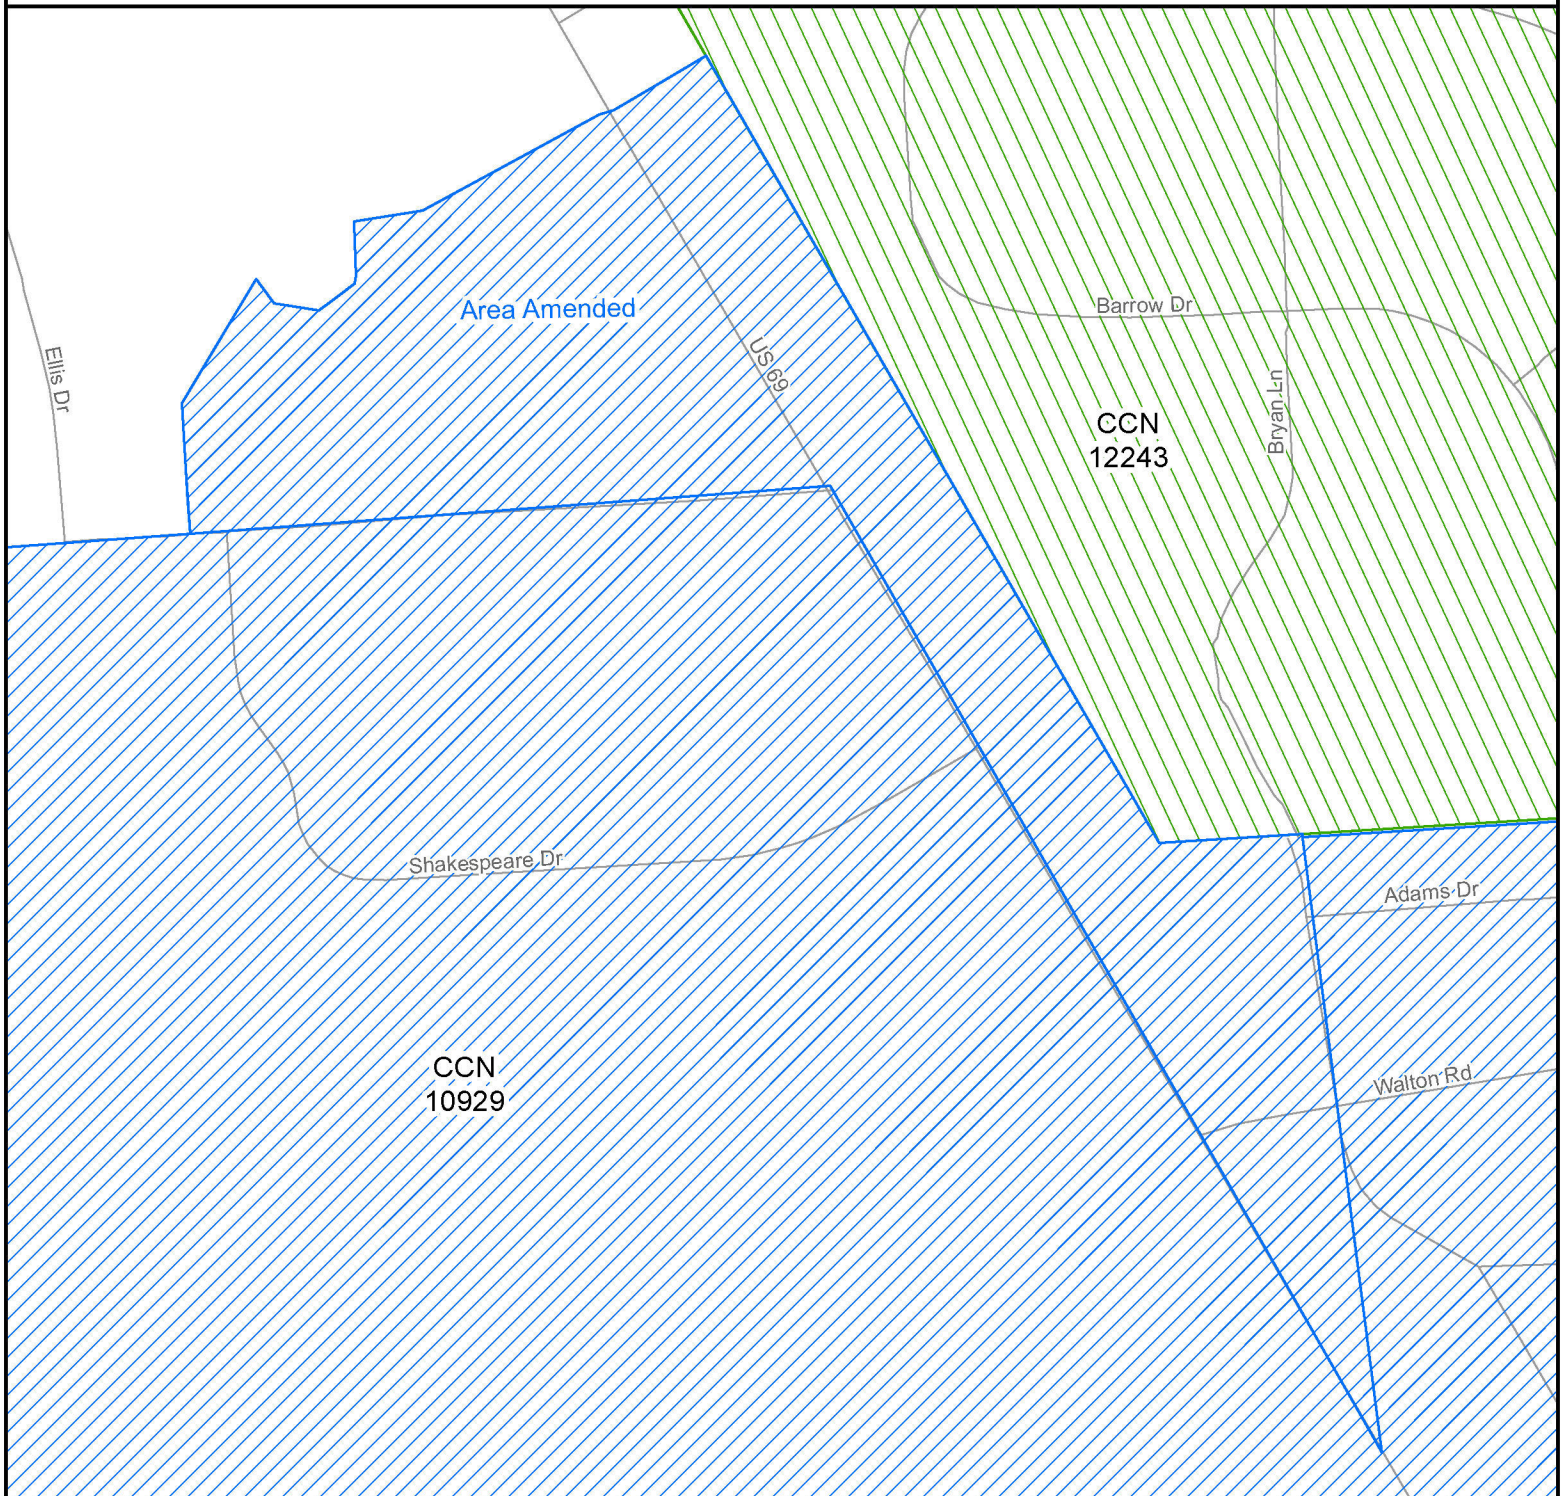 Area Amended
Barrow Dr
US 69
Ellis Dr
Bryan Ln
CCN
12243
Shakespeare Dr
Adams Dr
CCN
10929
Walton Rd